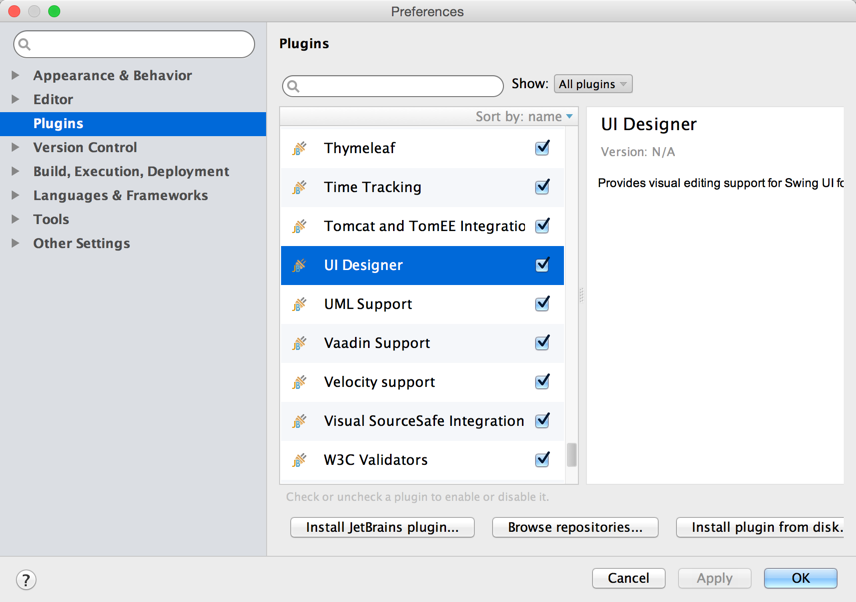 Preferences
Appearance & Behavior
Editor
Plugins
Version Control
Build, Execution, Deployment
Languages & Frameworks
Tools
Other Settings
Plugins
Show: All plugins
Sort by: name
Thymeleaf
Time Tracking
Tomcat and TomEE Integratio
UI Designer
UML Support
Vaadin Support
Velocity support
Visual SourceSafe Integration
W3C Validators
UI Designer
Version: N/A
Provides visual editing support for Swing UI fo
Check or uncheck a plugin to enable or disable it.
Install JetBrains plugin...
Browse repositories...
Install plugin from disk.
?
Cancel
Apply
OK